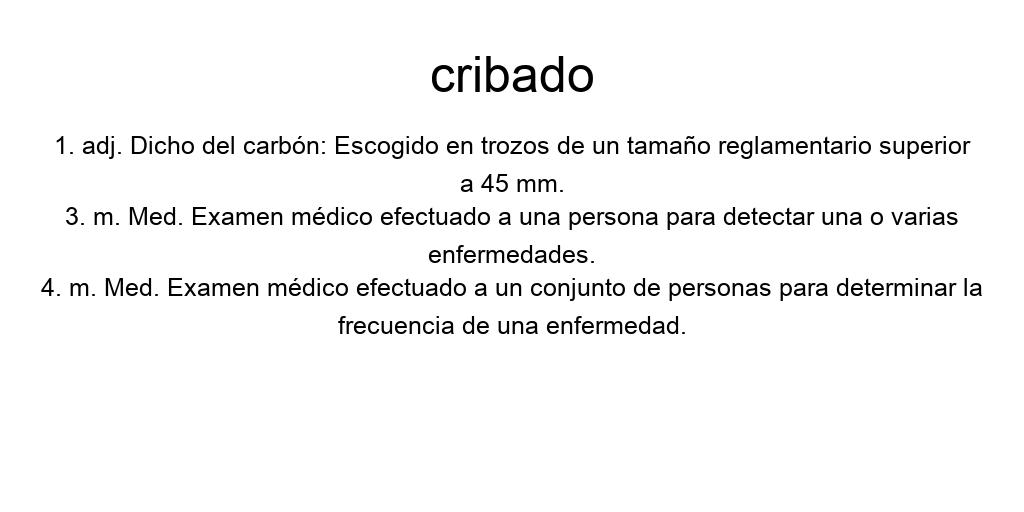 cribado
1. adj. Dicho del carbón: Escogido en trozos de un tamaño reglamentario superior
a 45 mm.
3. m. Med. Examen médico efectuado a una persona para detectar una o varias
enfermedades.
4. m. Med. Examen médico efectuado a un conjunto de personas para determinar la
frecuencia de una enfermedad.